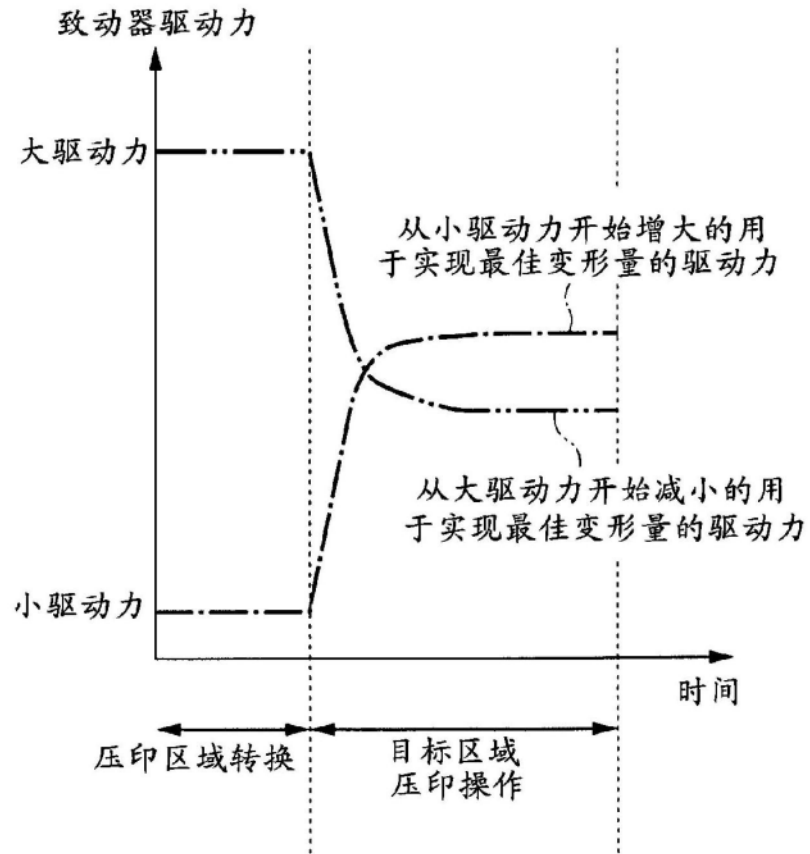 致动器驱动力
大驱动力
从小驱动力开始增大的用
于实现最佳变形量的驱动力
从大驱动力开始减小的用
于实现最佳变形量的驱动力
小驱动力
时间
压印区域转换
目标区域
压印操作